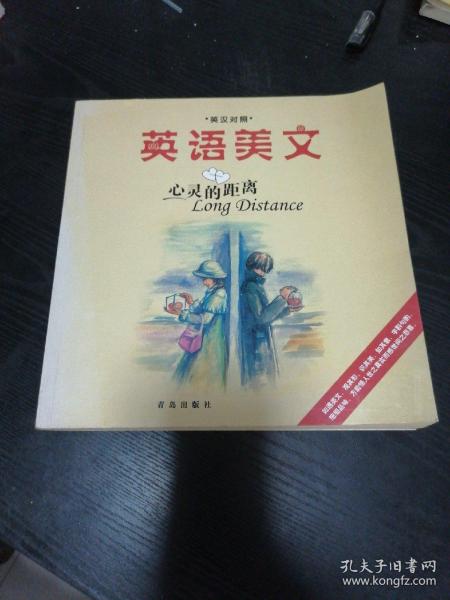 *英汉对照*
英语美文
心灵的距离
Long Distance
青岛出版社
孔夫子旧书网
www.kongfz.com